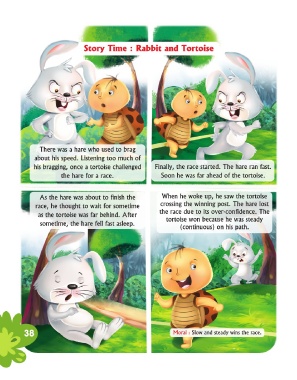 Story Time : Rabbit and Tortoise
There was a hare who used to brag
about his speed. Listening too much of
his bragging, once a tortoise challenged
the hare for a race.
Finally, the race started. The hare ran fast.
Soon he was far ahead of the tortoise.
As the hare was about to finish the
race, he thought to wait for sometime
as the tortoise was far behind. After
sometime, the hare fell fast asleep.
When he woke up, he saw the tortoise
crossing the winning post. The hare lost
the race due to its over-confidence. The
tortoise won because he was steady
(continuous) on his path.
Moral : Slow and steady wins the race.
38